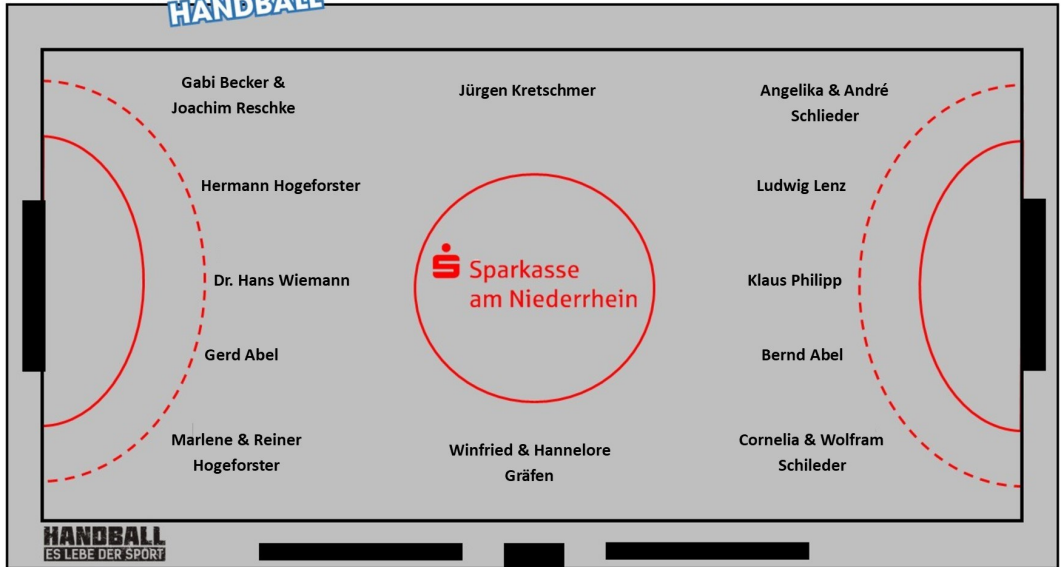 HANDBALL
Gabi Becker &
Joachim Reschke
Jürgen Kretschmer
Angelika & André
Schlieder
Hermann Hogeforster
Ludwig Lenz
Sparkasse
am Niederrhein
Dr. Hans Wiemann
Klaus Philipp
Gerd Abel
Bernd Abel
Marlene & Reiner
Hogeforster
Winfried & Hannelore
Gräfen
Cornelia & Wolfram
Schileder
HANDBALL
ES LEBE DER SPORT